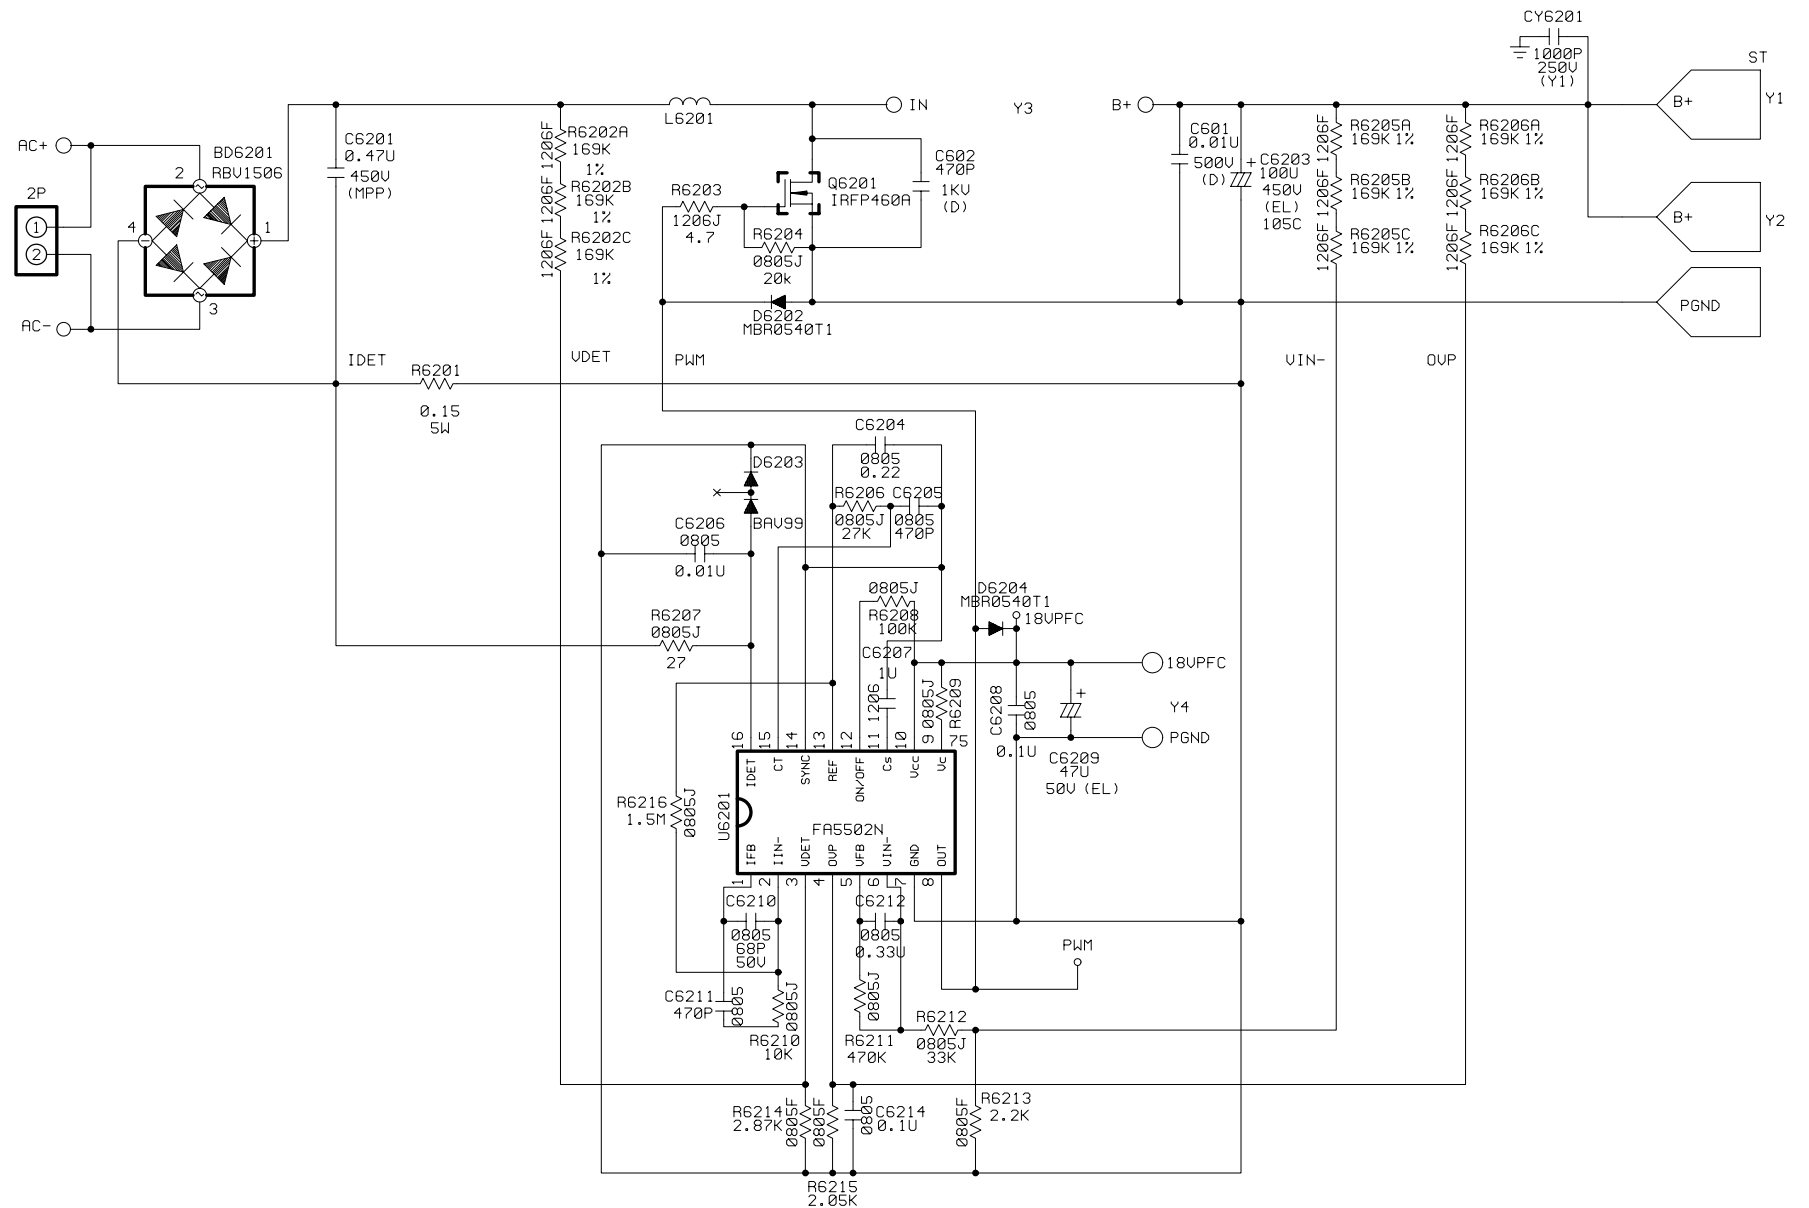 CY6201
1000P
250V
(Y1)
ST
B+
Y1
IN
Y3
B+
L6201
AC+
BD6201
RBV1506
C6201
0.47U
450V
(MPP)
1206F
R6202A
169K
1%
1206F
R6202B
169K
1%
1206F
R6202C
169K
1%
C602
470P
1KV
(D)
Q6201
IRFP460A
R6203
1206J
4.7
R6204
0805J
20k
D6202
MBR0540T1
C601
0.01U
500V
(D)
+
C6203
100U
450V
(EL)
105C
1206F
R6205A
169K 1%
1206F
R6205B
169K 1%
1206F
R6205C
169K 1%
1206F
R6206A
169K 1%
1206F
R6206B
169K 1%
1206F
R6206C
169K 1%
B+
Y2
PGND
2P
1
2
2
4
1
3
AC-
IDET
VDET
PWM
VIN-
OVP
R6201
0.15
5W
C6204
0805
0.22
D6203
BAV99
R6206
0805J
27K
C6205
0805
470P
C6206
0805
0.01U
0805J
R6208
100K
D6204
MBR0540T1
18VPFC
R6207
0805J
27
C6207
1U
1206
0805J
R6209
75
18VPFC
C6208
0805
0.1U
+
Y4
PGND
C6209
47U
50V (EL)
16
15
14
13
12
11
10
9
IDET
CT
SYNC
REF
ON/OFF
Cs
Vcc
Vc
R6216
1.5M
0805J
U6201
FA5502N
IFB
IIN-
VDET
OVP
VFB
VIN-
GND
OUT
1
2
3
4
5
6
7
8
C6210
0805
68P
50V
C6212
0805
0.33U
PWM
C6211
470P
0805
0805J
R6210
10K
0805J
R6211
470K
R6212
0805J
33K
R6214
2.87K
0805F
0805F
0805
C6214
0.1U
0805F
R6213
2.2K
R6215
2.05K